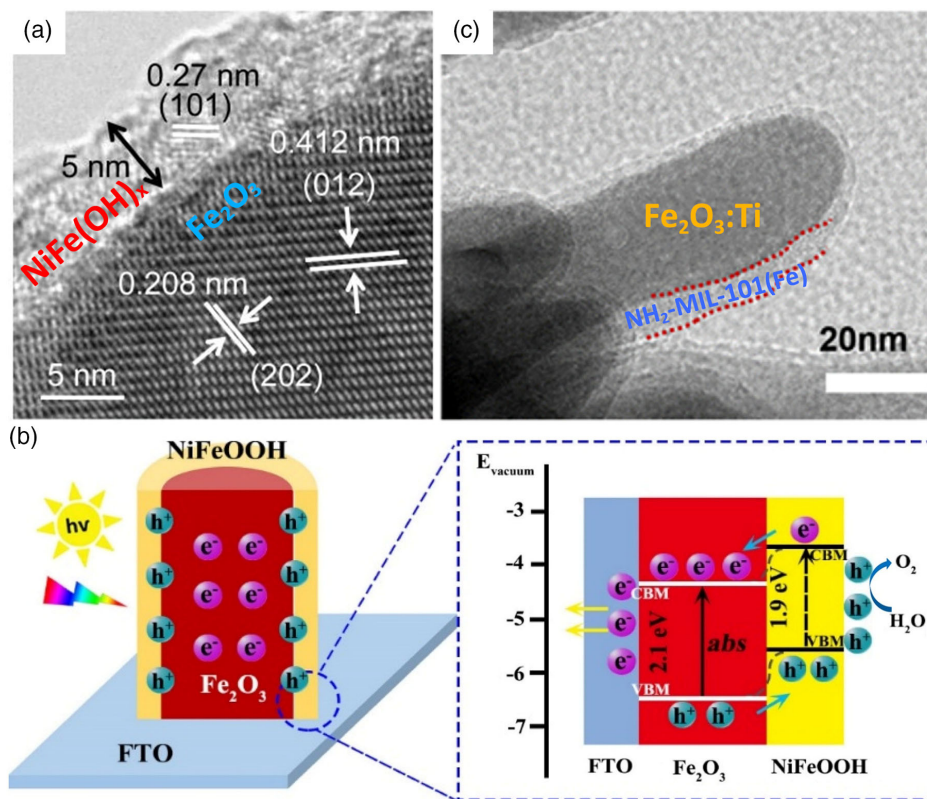 (a)
0.27 nm
(101)
5 nm
0.412 nm
(012)
NiFe(OH)ₓ
Fe₂O₃
0.208 nm
(202)
5 nm
(c)
Fe₂O₃:Ti
NH₂-MIL-101(Fe)
20nm
(b)
NiFeOOH
hv
h⁺
h⁺
e⁻
e⁻
h⁺
h⁺
e⁻
e⁻
h⁺
h⁺
e⁻
e⁻
h⁺
h⁺
Fe₂O₃
FTO
E vacuum
-3
-4
-5
-6
-7
e⁻
CBM
e⁻
e⁻
e⁻
e⁻
CBM
e⁻
e⁻
2.1 eV
abs
1.9 eV
VBM
VBM
h⁺
h⁺
h⁺
h⁺
h⁺
h⁺
h⁺
O₂
H₂O
FTO
Fe₂O₃
NiFeOOH